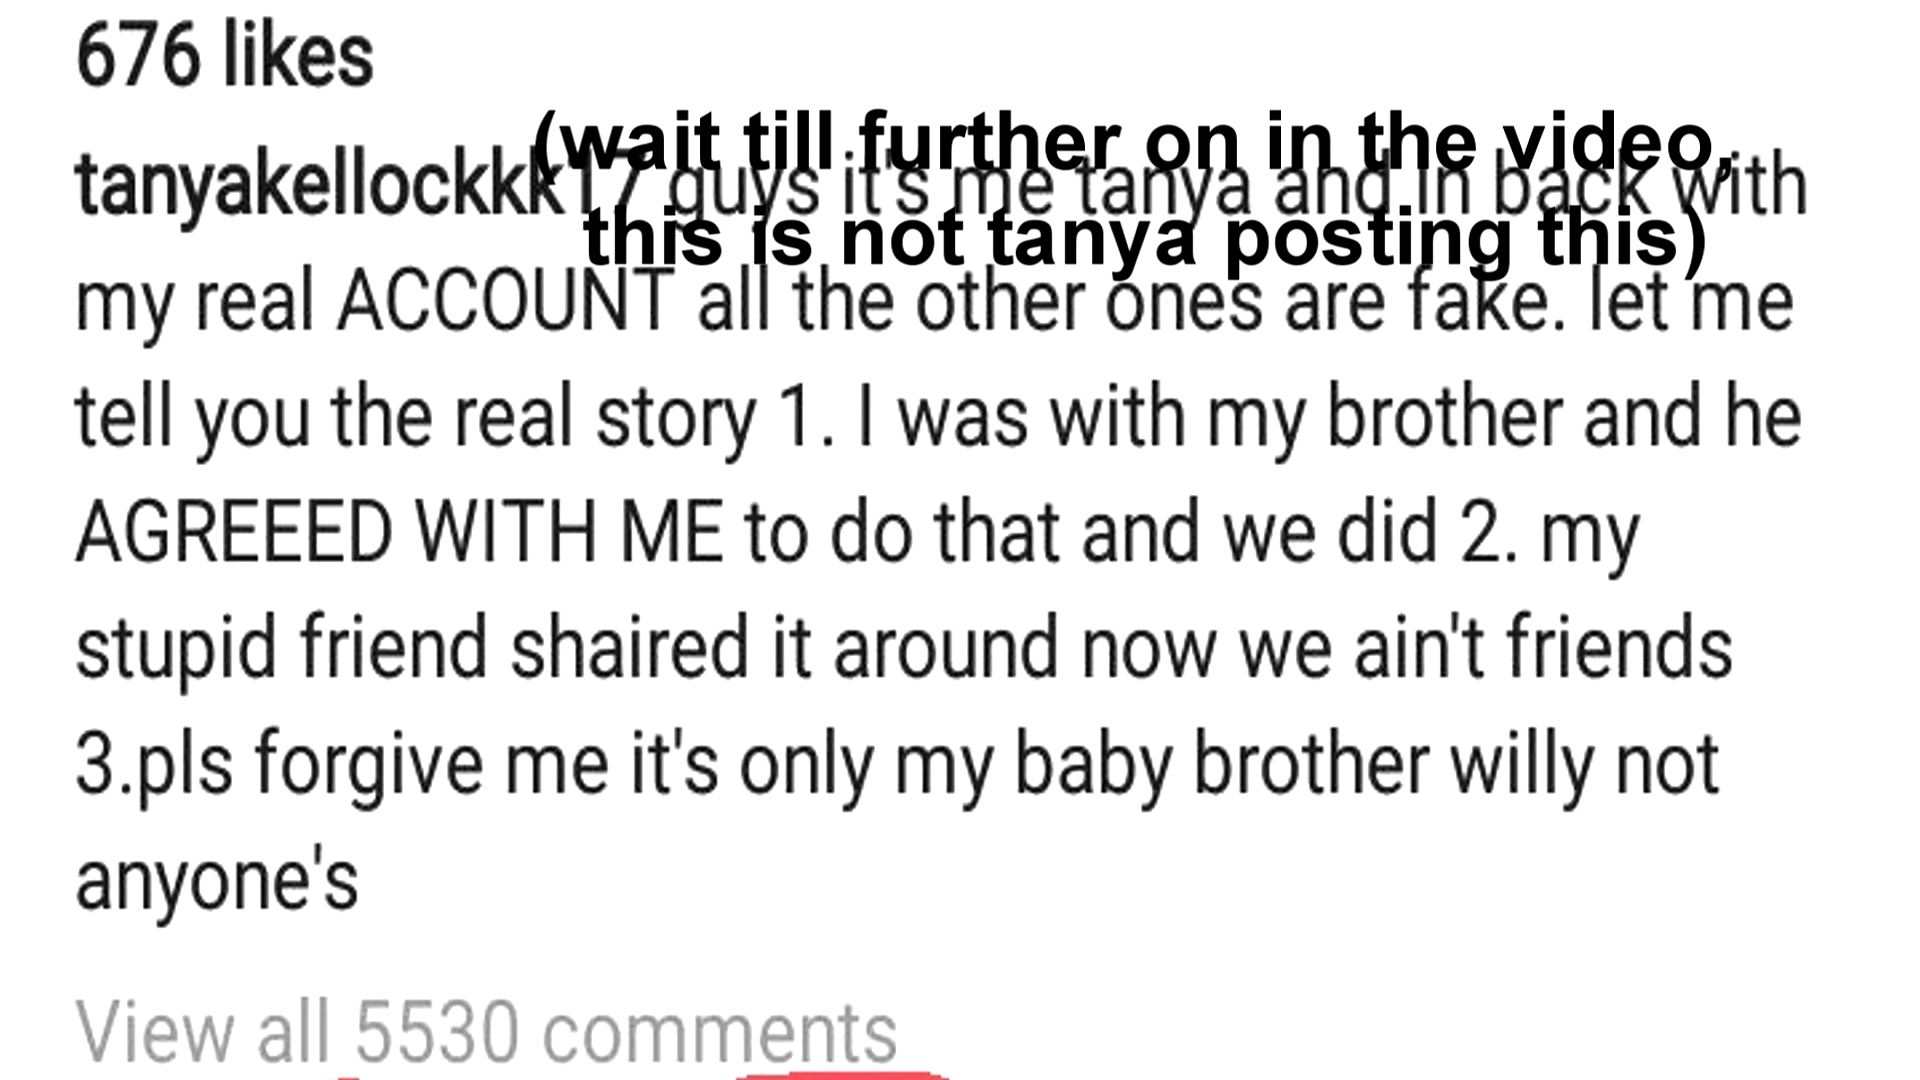 676 likes
(wait till further on in the video,
tanyakellockkk17 guys it's me tanya and in back with
this is not tanya posting this)
my real ACCOUNT all the other ones are fake. let me
tell you the real story 1. I was with my brother and he
AGREEED WITH ME to do that and we did 2. my
stupid friend shaired it around now we ain't friends
3.pls forgive me it's only my baby brother willy not
anyone's
View all 5530 comments